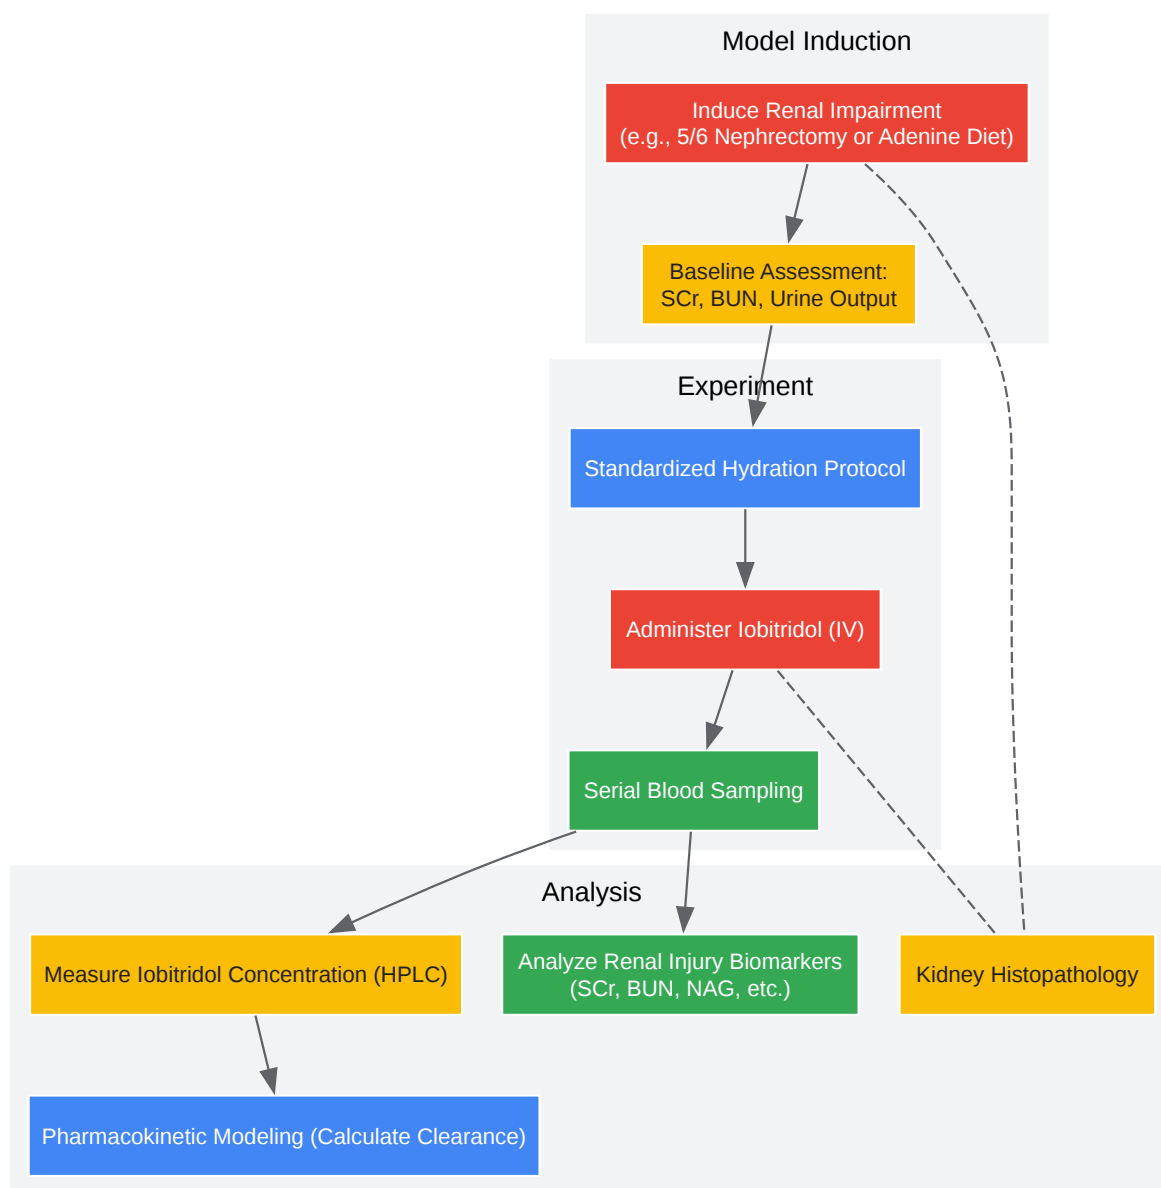 Model Induction
Induce Renal Impairment
(e.g., 5/6 Nephrectomy or Adenine Diet)
Baseline Assessment:
SCr, BUN, Urine Output
Experiment
Standardized Hydration Protocol
Administer Iobitridol (IV)
Serial Blood Sampling
Analysis
Measure Iobitridol Concentration (HPLC)
Analyze Renal Injury Biomarkers
(SCr, BUN, NAG, etc.)
Kidney Histopathology
Pharmacokinetic Modeling (Calculate Clearance)